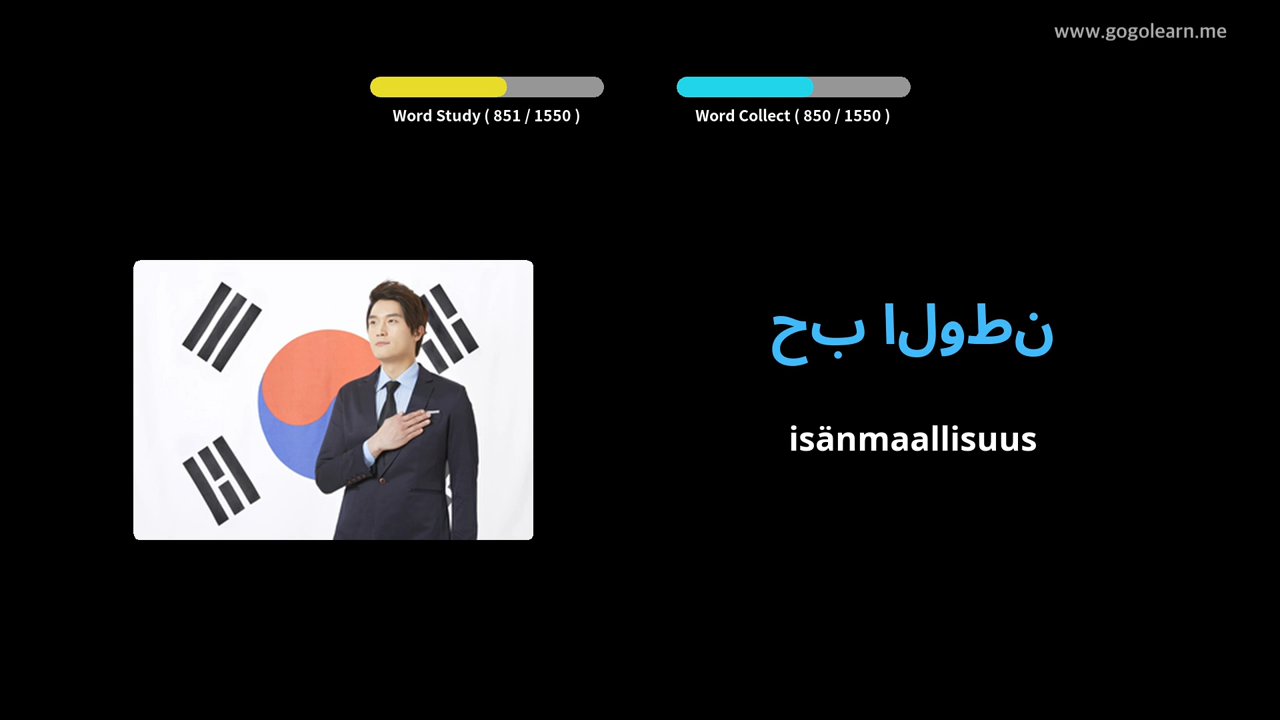 www.gogolearn.me
Word Study ( 851 / 1550 )
Word Collect ( 850 / 1550 )
حب الوطن
isänmaallisuus